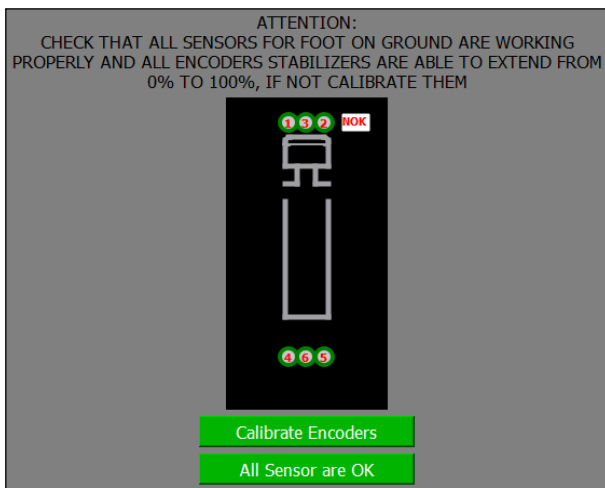 ATTENTION:
CHECK THAT ALL SENSORS FOR FOOT ON GROUND ARE WORKING
PROPERLY AND ALL ENCODERS STABILIZERS ARE ABLE TO EXTEND FROM
0% TO 100%, IF NOT CALIBRATE THEM
1 3 2 NOK
4 6 5
Calibrate Encoders
All Sensor are OK